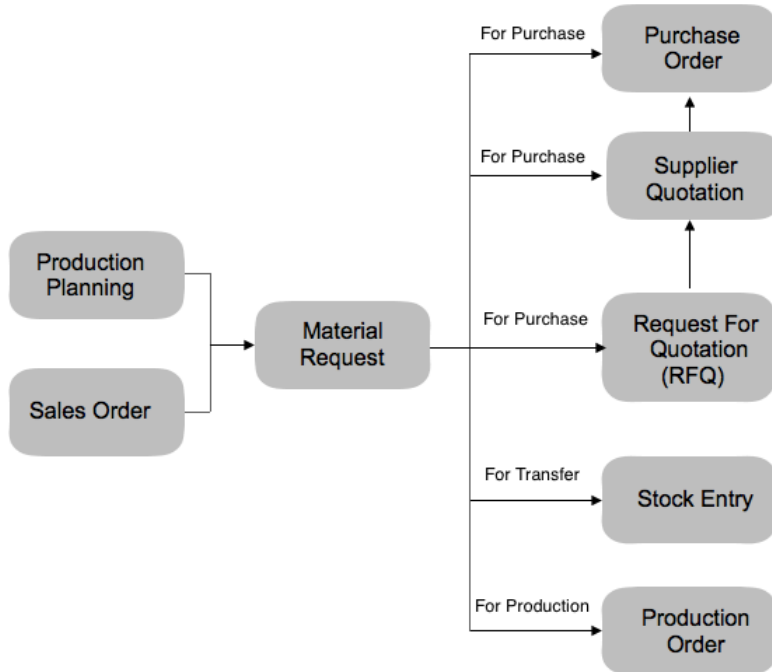 For Purchase
Purchase
Order
For Purchase
Supplier
Quotation
Production
Planning
For Purchase
Material
Request
Request For
Quotation
(RFQ)
Sales Order
For Transfer
Stock Entry
For Production
Production
Order